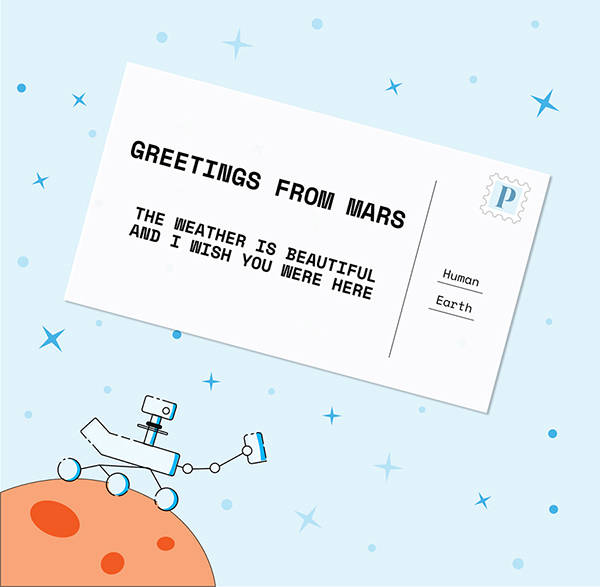 GREETINGS FROM MARS
THE WEATHER IS BEAUTIFUL
AND I WISH YOU WERE HERE
P
Human
Earth